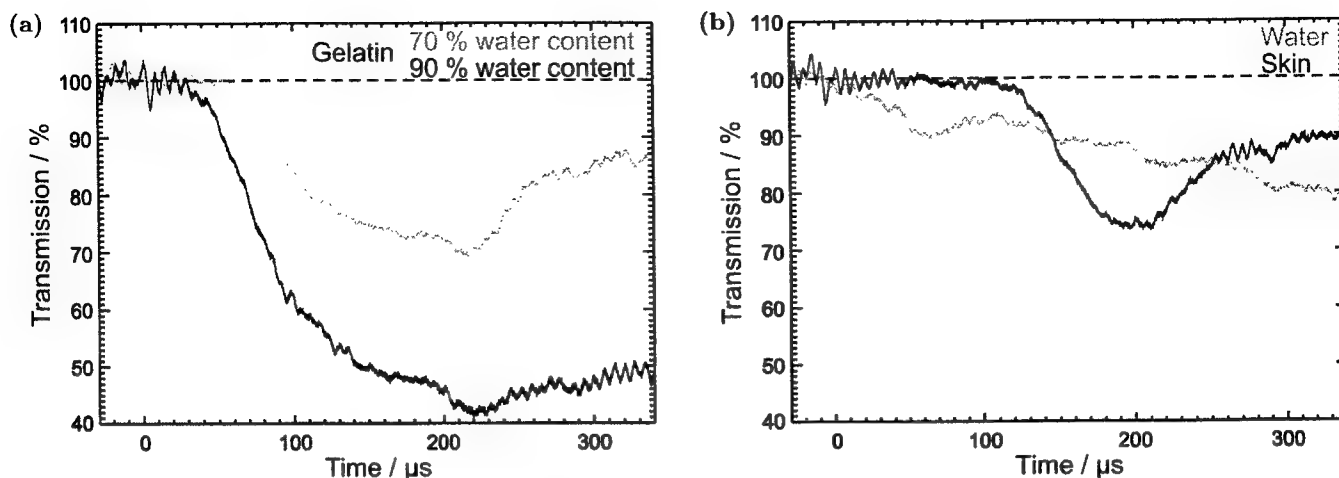 (a)
110
100
90
80
70
60
50
40
Transmission / %
Gelatin
70 % water content
90 % water content
0
100
200
300
Time / µs
(b)
110
100
90
80
70
60
50
40
Transmission / %
Water
Skin
0
100
200
300
Time / µs